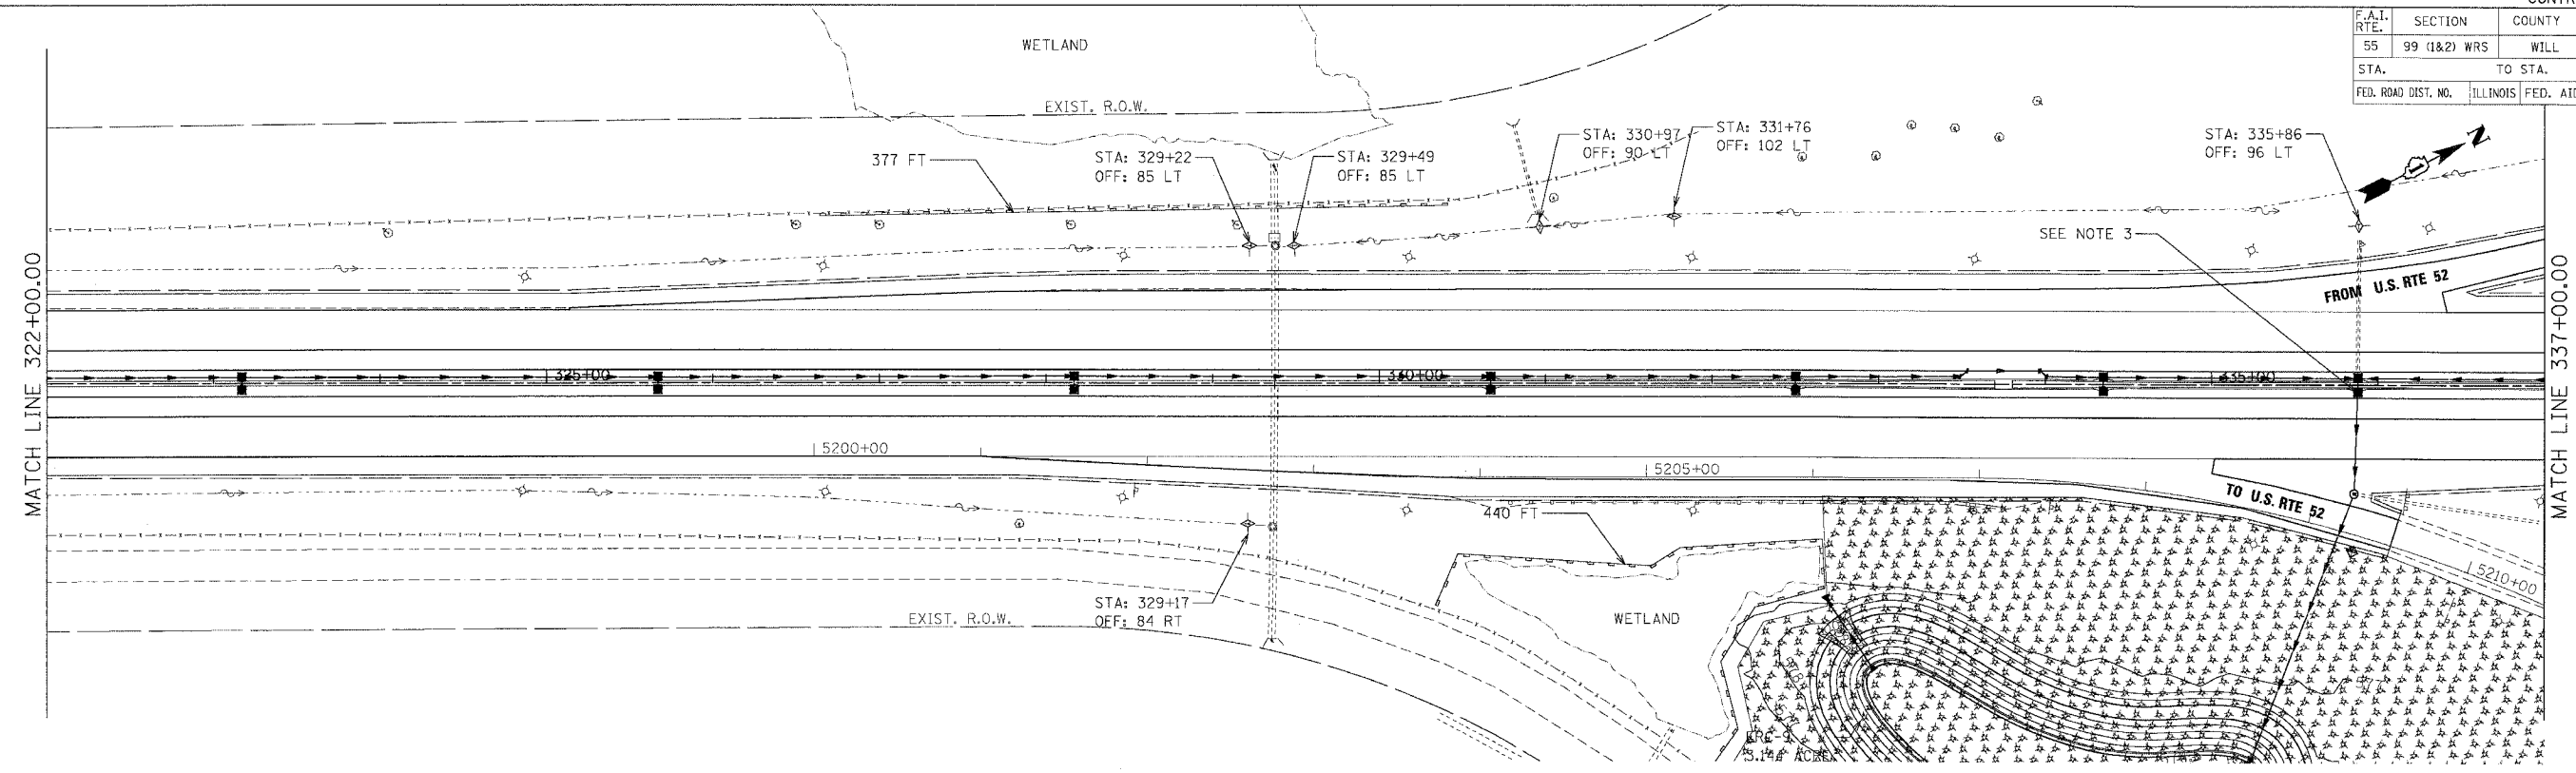 F.A.I. RTE. SECTION COUNTY
55 99 (1&2) WRS WILL
STA. TO STA.
FED. ROAD DIST. NO. ILLINOIS FED. AID
WETLAND
EXIST. R.O.W.
377 FT
STA: 329+22
OFF: 85 LT
STA: 329+49
OFF: 85 LT
STA: 330+97
OFF: 90 LT
STA: 331+76
OFF: 102 LT
STA: 335+86
OFF: 96 LT
N
SEE NOTE 3
FROM U.S. RTE 52
MATCH LINE 322+00.00
MATCH LINE 337+00.00
325+00
330+00
335+00
5200+00
5205+00
TO U.S. RTE 52
440 FT
5210+00
STA: 329+17
OFF: 84 RT
EXIST. R.O.W.
WETLAND